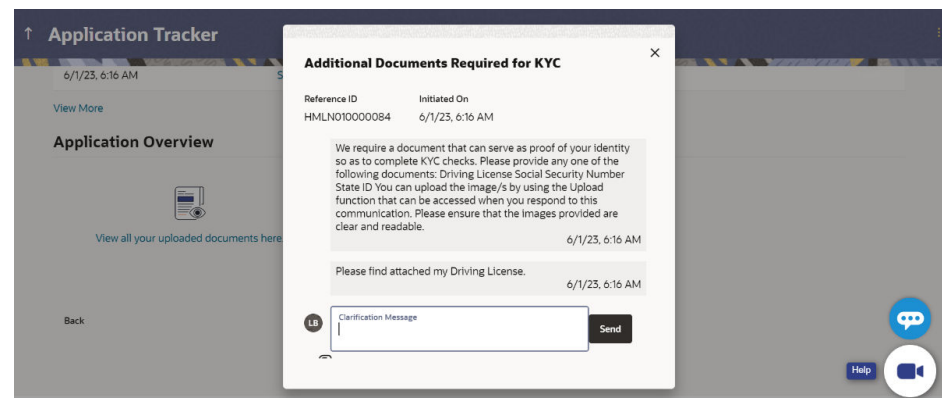 Application Tracker
6/1/23, 6:16 AM
View More
Application Overview
View all your uploaded documents here
Back
Additional Documents Required for KYC
Reference ID Initiated On
HMLN010000084 6/1/23, 6:16 AM
We require a document that can serve as proof of your identity
so as to complete KYC checks. Please provide any one of the
following documents: Driving License Social Security Number
State ID You can upload the image/s by using the Upload
function that can be accessed when you respond to this
communication. Please ensure that the images provided are
clear and readable.
6/1/23, 6:16 AM
Please find attached my Driving License.
6/1/23, 6:16 AM
LB
Clarification Message
Send
Help